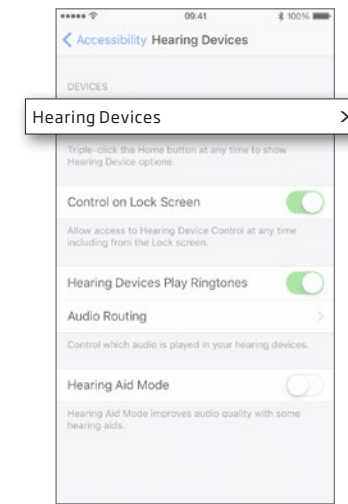 09:41
100%
Accessibility Hearing Devices
DEVICES
Hearing Devices
Triple-click the Home button at any time to show
Hearing Device options.
Control on Lock Screen
Allow access to Hearing Device Control at any time
including from the Lock screen.
Hearing Devices Play Ringtones
Audio Routing
Control which audio is played in your hearing devices.
Hearing Aid Mode
Hearing Aid Mode improves audio quality with some
hearing aids.